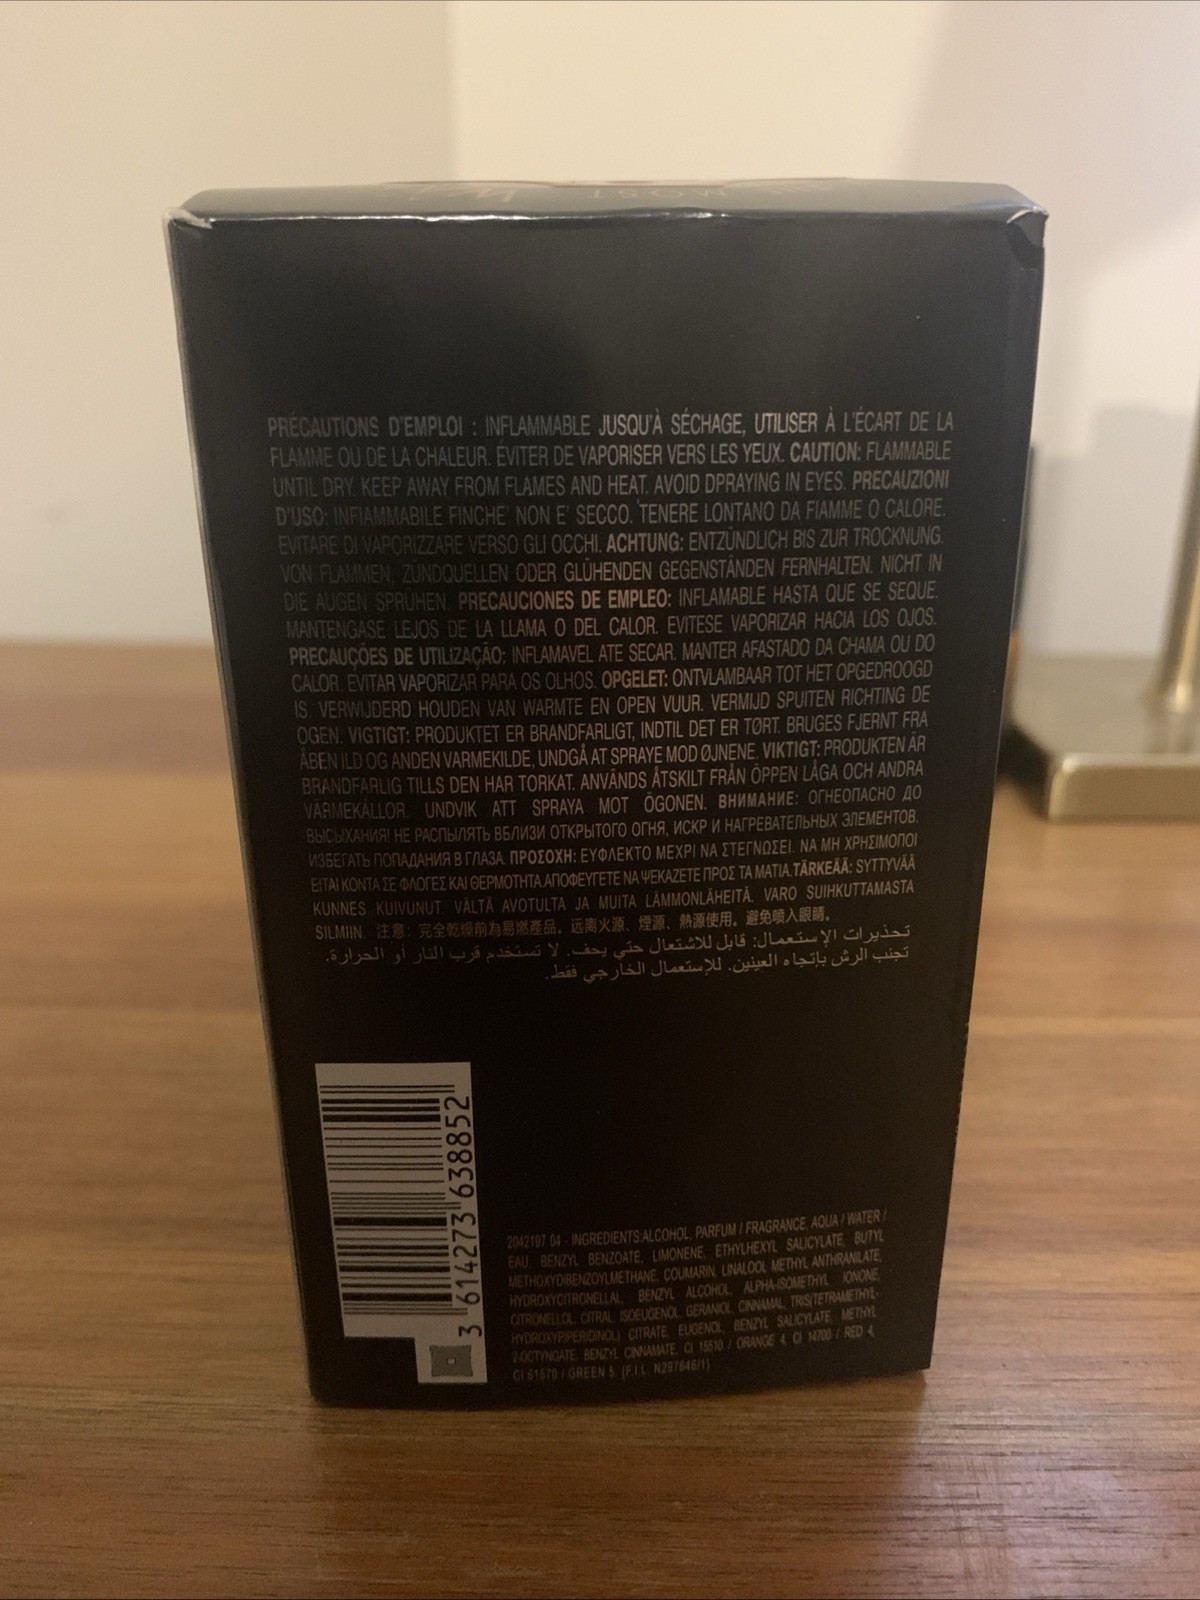 MOST
PRÉCAUTIONS D'EMPLOI : INFLAMMABLE JUSQU'À SÉCHAGE, UTILISER À L'ÉCART DE LA
FLAMME OU DE LA CHALEUR. ÉVITER DE VAPORISER VERS LES YEUX. CAUTION: FLAMMABLE
UNTIL DRY. KEEP AWAY FROM FLAMES AND HEAT. AVOID DPRAYING IN EYES. PRECAUZIONI
D'USO: INFIAMMABILE FINCHE' NON E' SECCO. TENERE LONTANO DA FIAMME O CALORE.
EVITARE DI VAPORIZZARE VERSO GLI OCCHI. ACHTUNG: ENTZÜNDLICH BIS ZUR TROCKNUNG.
VON FLAMMEN, ZÜNDQUELLEN ODER GLÜHENDEN GEGENSTÄNDEN FERNHALTEN. NICHT IN
DIE AUGEN SPRÜHEN. PRECAUCIONES DE EMPLEO: INFLAMABLE HASTA QUE SE SEQUE.
MANTENGASE LEJOS DE LA LLAMA O DEL CALOR. EVITESE VAPORIZAR HACIA LOS OJOS.
PRECAUÇÕES DE UTILIZAÇÃO: INFLAMAVEL ATE SECAR. MANTER AFASTADO DA CHAMA OU DO
CALOR. EVITAR VAPORIZAR PARA OS OLHOS. OPGELET: ONTVLAMBAAR TOT HET OPGEDROOGD
IS. VERWIJDERD HOUDEN VAN WARMTE EN OPEN VUUR. VERMIJD SPUITEN RICHTING DE
OGEN. VIGTIGT: PRODUKTET ER BRANDFARLIGT, INDTIL DET ER TØRT. BRUGES FJERNT FRA
ÅBEN ILD OG ANDEN VARMEKILDE, UNDGÅ AT SPRAYE MOD ØJNENE. VIKTIGT: PRODUKTEN ÄR
BRANDFARLIG TILLS DEN HAR TORKAT. ANVÄNDS ÅTSKILT FRÅN ÖPPEN LÅGA OCH ANDRA
VÄRMEKÄLLOR. UNDVIK ATT SPRAYA MOT ÖGONEN. ВНИМАНИЕ: ОГНЕОПАСНО ДО
ВЫСЫХАНИЯ! НЕ РАСПЫЛЯТЬ ВБЛИЗИ ОТКРЫТОГО ОГНЯ, ИСКР И НАГРЕВАТЕЛЬНЫХ ЭЛЕМЕНТОВ.
ИЗБЕГАТЬ ПОПАДАНИЯ В ГЛАЗА. ΠΡΟΣΟΧΗ: ΕΥΦΛΕΚΤΟ ΜΕΧΡΙ ΝΑ ΣΤΕΓΝΩΣΕΙ. ΝΑ ΜΗ ΧΡΗΣΙΜΟΠΟΙ
ΕΙΤΑΙ ΚΟΝΤΑ ΣΕ ΦΛΟΓΕΣ ΚΑΙ ΘΕΡΜΟΤΗΤΑ.ΑΠΟΦΕΥΓΕΤΕ ΝΑ ΨΕΚΑΖΕΤΕ ΠΡΟΣ ΤΑ ΜΑΤΙΑ.TÄRKEÄÄ: SYTTYVÄÄ
KUNNES KUIVUNUT. VÄLTÄ AVOTULTA JA MUITA LÄMMONLÄHEITÄ. VARO SUIHKUTTAMASTA
SILMIIN. 注意: 完全乾燥前為易燃產品。远离火源、煙源、熱源使用。避免喷入眼睛。
تحذيرات الإستعمال: قابل للاشتعال حتي يجف. لا تستخدم قرب النار أو الحرارة.
تجنب الرش بإتجاه العينين. للإستعمال الخارجي فقط.
3 614273 638852
2042197 04 - INGREDIENTS:ALCOHOL, PARFUM / FRAGRANCE, AQUA / WATER /
EAU, BENZYL BENZOATE, LIMONENE, ETHYLHEXYL SALICYLATE, BUTYL
METHOXYDIBENZOYLMETHANE, COUMARIN, LINALOOL METHYL ANTHRANILATE,
HYDROXYCITRONELLAL, BENZYL ALCOHOL, ALPHA-ISOMETHYL IONONE,
CITRONELLOL, CITRAL, ISOEUGENOL, GERANIOL, CINNAMAL, TRIS(TETRAMETHYL-
HYDROXYPIPERIDINOL) CITRATE, EUGENOL, BENZYL SALICYLATE, METHYL
2-OCTYNOATE, BENZYL CINNAMATE, CI 15510 / ORANGE 4, CI 14700 / RED 4,
CI 61570 / GREEN 5. (F.I.L. N297846/1)